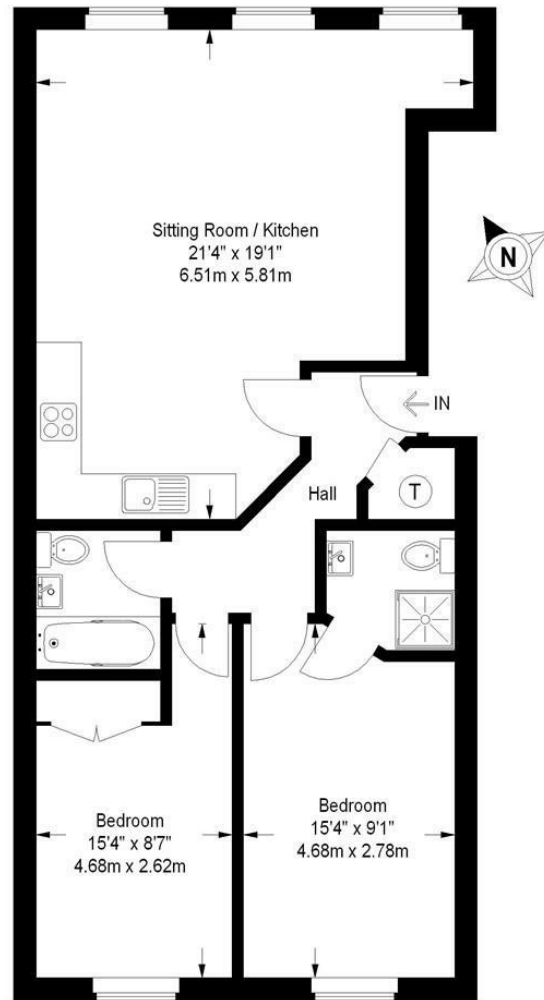 Sitting Room / Kitchen
21'4" x 19'1"
6.51m x 5.81m
N
IN
Hall
T
Bedroom
15'4" x 8'7"
4.68m x 2.62m
Bedroom
15'4" x 9'1"
4.68m x 2.78m